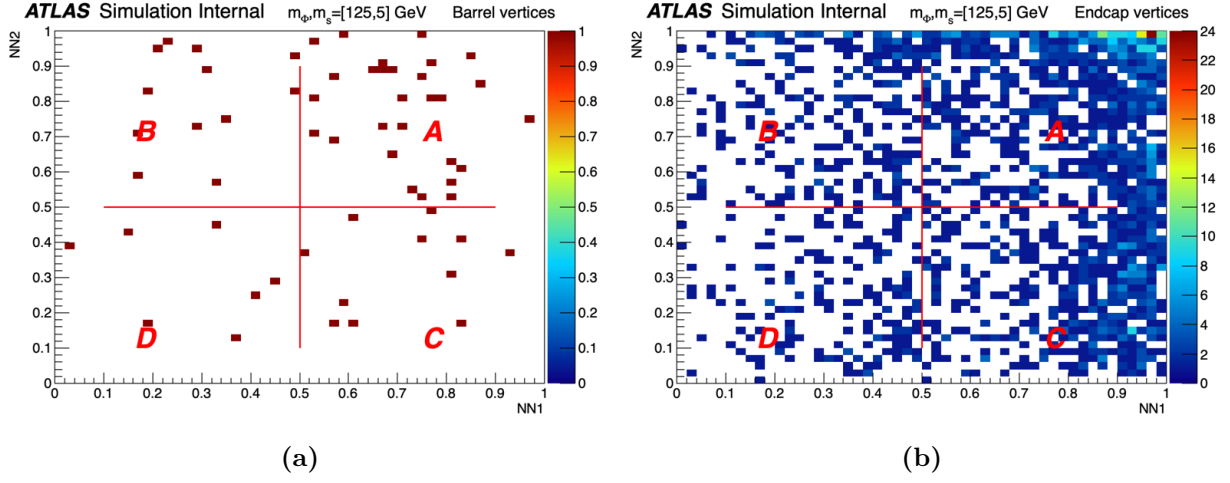 ATLAS Simulation Internal mΦ,ms=[125,5] GeV Barrel vertices
NN2
1
0.9
0.8
0.7
0.6
0.5
0.4
0.3
0.2
0.1
0
B
A
D
C
0 0.1 0.2 0.3 0.4 0.5 0.6 0.7 0.8 0.9 1
NN1
1
0.9
0.8
0.7
0.6
0.5
0.4
0.3
0.2
0.1
0
(a)
ATLAS Simulation Internal mΦ,ms=[125,5] GeV Endcap vertices
NN2
1
0.9
0.8
0.7
0.6
0.5
0.4
0.3
0.2
0.1
0
B
A
D
C
0 0.1 0.2 0.3 0.4 0.5 0.6 0.7 0.8 0.9 1
NN1
24
22
20
18
16
14
12
10
8
6
4
2
0
(b)